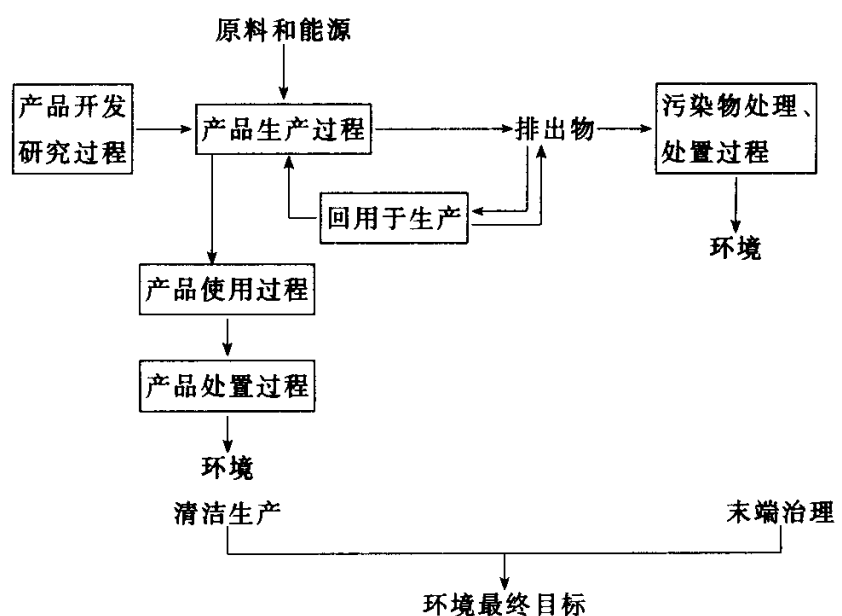 原料和能源
产品开发
研究过程
产品生产过程
排出物
污染物处理、
处置过程
回用于生产
环境
产品使用过程
产品处置过程
环境
清洁生产
末端治理
环境最终目标